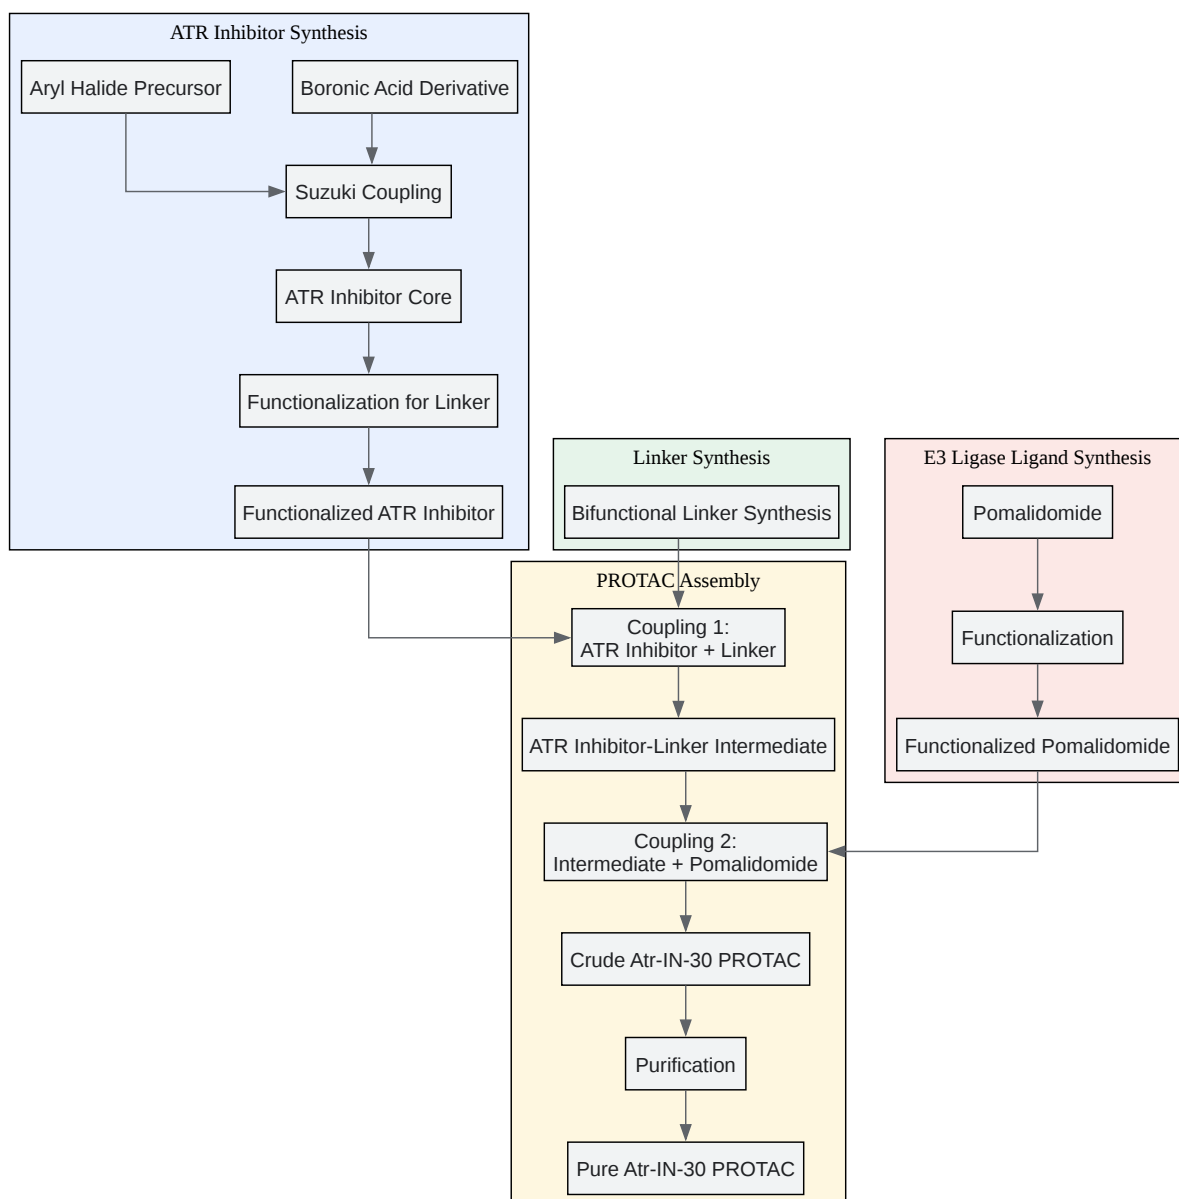 ATR Inhibitor Synthesis
Aryl Halide Precursor
Boronic Acid Derivative
Suzuki Coupling
ATR Inhibitor Core
Functionalization for Linker
Functionalized ATR Inhibitor
Linker Synthesis
Bifunctional Linker Synthesis
E3 Ligase Ligand Synthesis
Pomalidomide
Functionalization
Functionalized Pomalidomide
PROTAC Assembly
Coupling 1:
ATR Inhibitor + Linker
ATR Inhibitor-Linker Intermediate
Coupling 2:
Intermediate + Pomalidomide
Crude Atr-IN-30 PROTAC
Purification
Pure Atr-IN-30 PROTAC